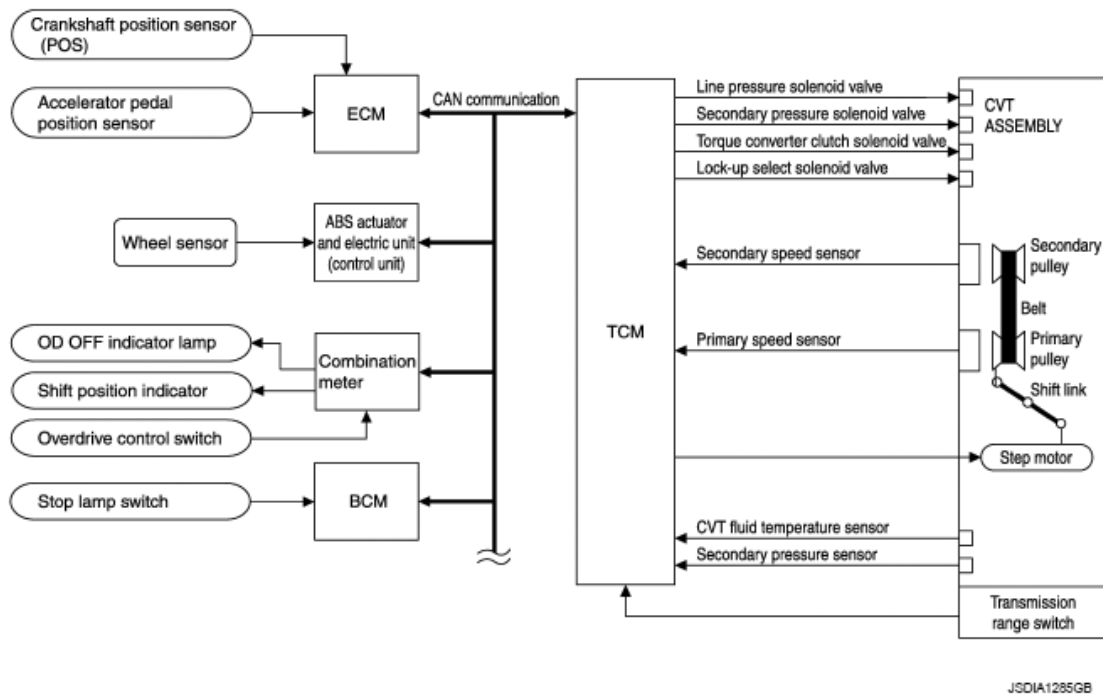 Crankshaft position sensor
(POS)
Accelerator pedal
position sensor
ECM
CAN communication
Wheel sensor
ABS actuator
and electric unit
(control unit)
OD OFF indicator lamp
Shift position indicator
Overdrive control switch
Combination
meter
Stop lamp switch
BCM
TCM
Line pressure solenoid valve
Secondary pressure solenoid valve
Torque converter clutch solenoid valve
Lock-up select solenoid valve
CVT
ASSEMBLY
Secondary speed sensor
Secondary
pulley
Belt
Primary speed sensor
Primary
pulley
Shift link
Step motor
CVT fluid temperature sensor
Secondary pressure sensor
Transmission
range switch
JSDIA1285GB